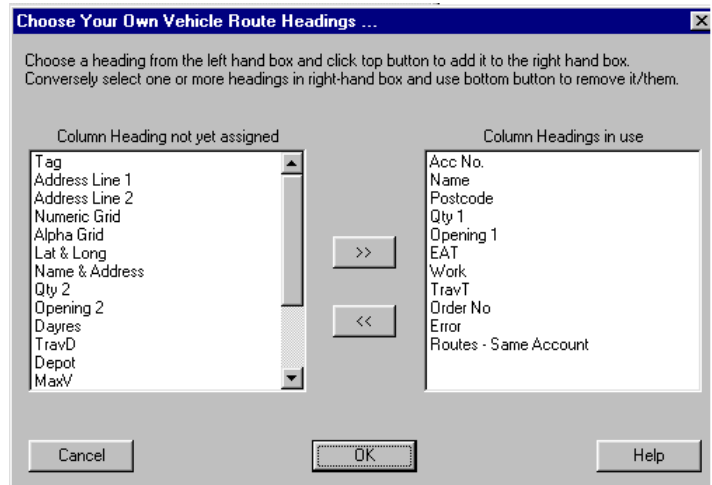 Choose Your Own Vehicle Route Headings ...
Choose a heading from the left hand box and click top button to add it to the right hand box.
Conversely select one or more headings in right-hand box and use bottom button to remove it/them.
Column Heading not yet assigned
Tag
Address Line 1
Address Line 2
Numeric Grid
Alpha Grid
Lat & Long
Name & Address
Qty 2
Opening 2
Dayres
TravD
Depot
MaxV
>>
<<
Column Headings in use
Acc No.
Name
Postcode
Qty 1
Opening 1
EAT
Work
TravT
Order No
Error
Routes - Same Account
Cancel
OK
Help